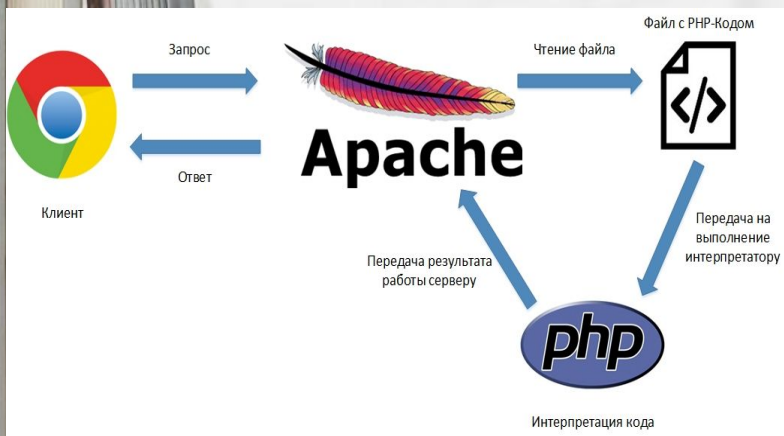 Файл с PHP-Кодом
Запрос
Чтение файла
Apache
Ответ
Клиент
Передача на
выполнение
интерпретатору
Передача результата
работы серверу
php
Интерпретация кода